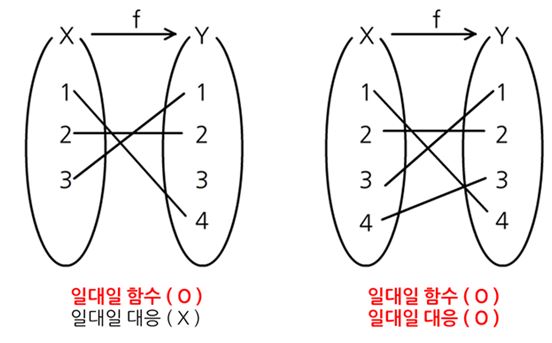 f
X Y
1 1
2 2
3 3
4
일대일 함수 ( O )
일대일 대응 ( X )
f
X Y
1 1
2 2
3 3
4 4
일대일 함수 ( O )
일대일 대응 ( O )